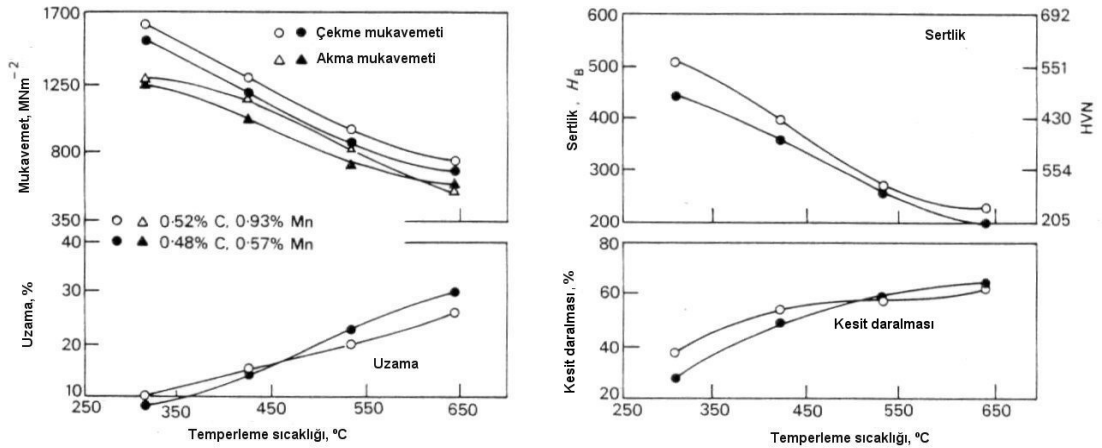 1700
1250
800
350
40
30
20
10
Mukavemet, MNm⁻²
Uzama, %
Çekme mukavemeti
Akma mukavemeti
0·52% C, 0·93% Mn
0·48% C, 0·57% Mn
Uzama
250 350 450 550 650
Temperleme sıcaklığı, ºC
600
500
400
300
200
80
60
40
20
Sertlik, H_B
Kesit daralması, %
Sertlik
692
551
430
554
205
HVN
Kesit daralması
250 350 450 550 650
Temperleme sıcaklığı, ºC